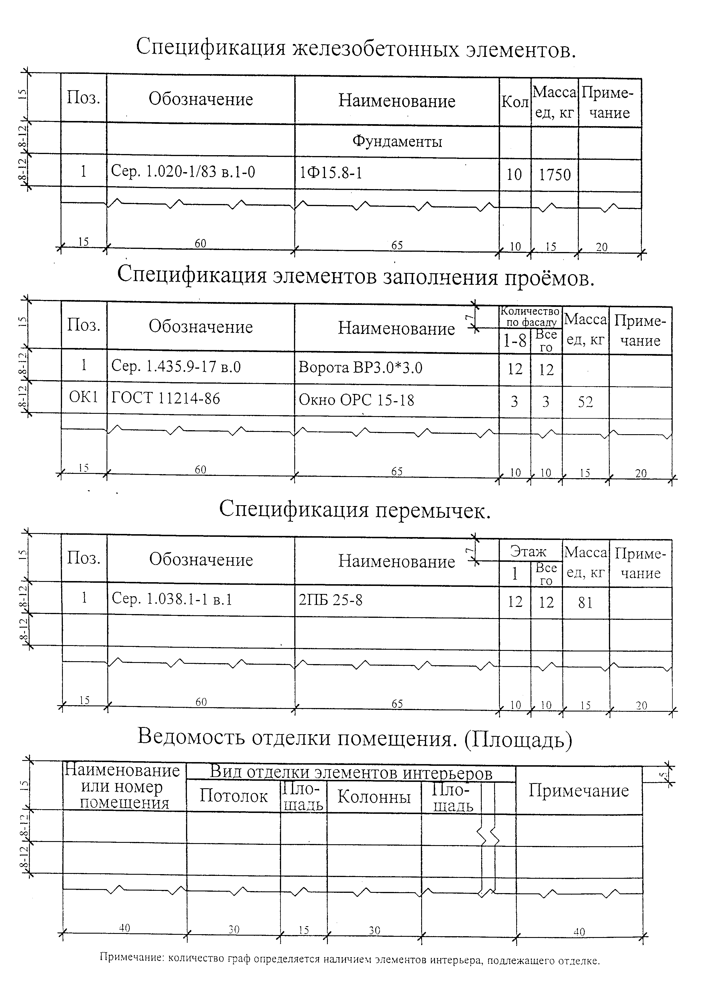 Спецификация железобетонных элементов.
15
8-12
8-12
Поз. Обозначение Наименование Кол Масса ед, кг Приме-чание
Фундаменты
1 Сер. 1.020-1/83 в.1-0 1Ф15.8-1 10 1750
15 60 65 10 15 20
Спецификация элементов заполнения проёмов.
15
8-12
8-12
7
Поз. Обозначение Наименование Количество по фасаду 1-8 Все го Масса ед, кг Приме-чание
1 Сер. 1.435.9-17 в.0 Ворота ВР3.0*3.0 12 12
ОК1 ГОСТ 11214-86 Окно ОРС 15-18 3 3 52
15 60 65 10 10 15 20
Спецификация перемычек.
15
8-12
8-12
7
Поз. Обозначение Наименование Этаж 1 Все го Масса ед, кг Приме-чание
1 Сер. 1.038.1-1 в.1 2ПБ 25-8 12 12 81
15 60 65 10 10 15 20
Ведомость отделки помещения. (Площадь)
15
8-12
8-12
5
Наименование
или номер
помещения
Вид отделки элементов интерьеров
Потолок Пло-щадь Колонны Пло-щадь
Примечание
40 30 15 30 40
Примечание: количество граф определяется наличием элементов интерьера, подлежащего отделке.